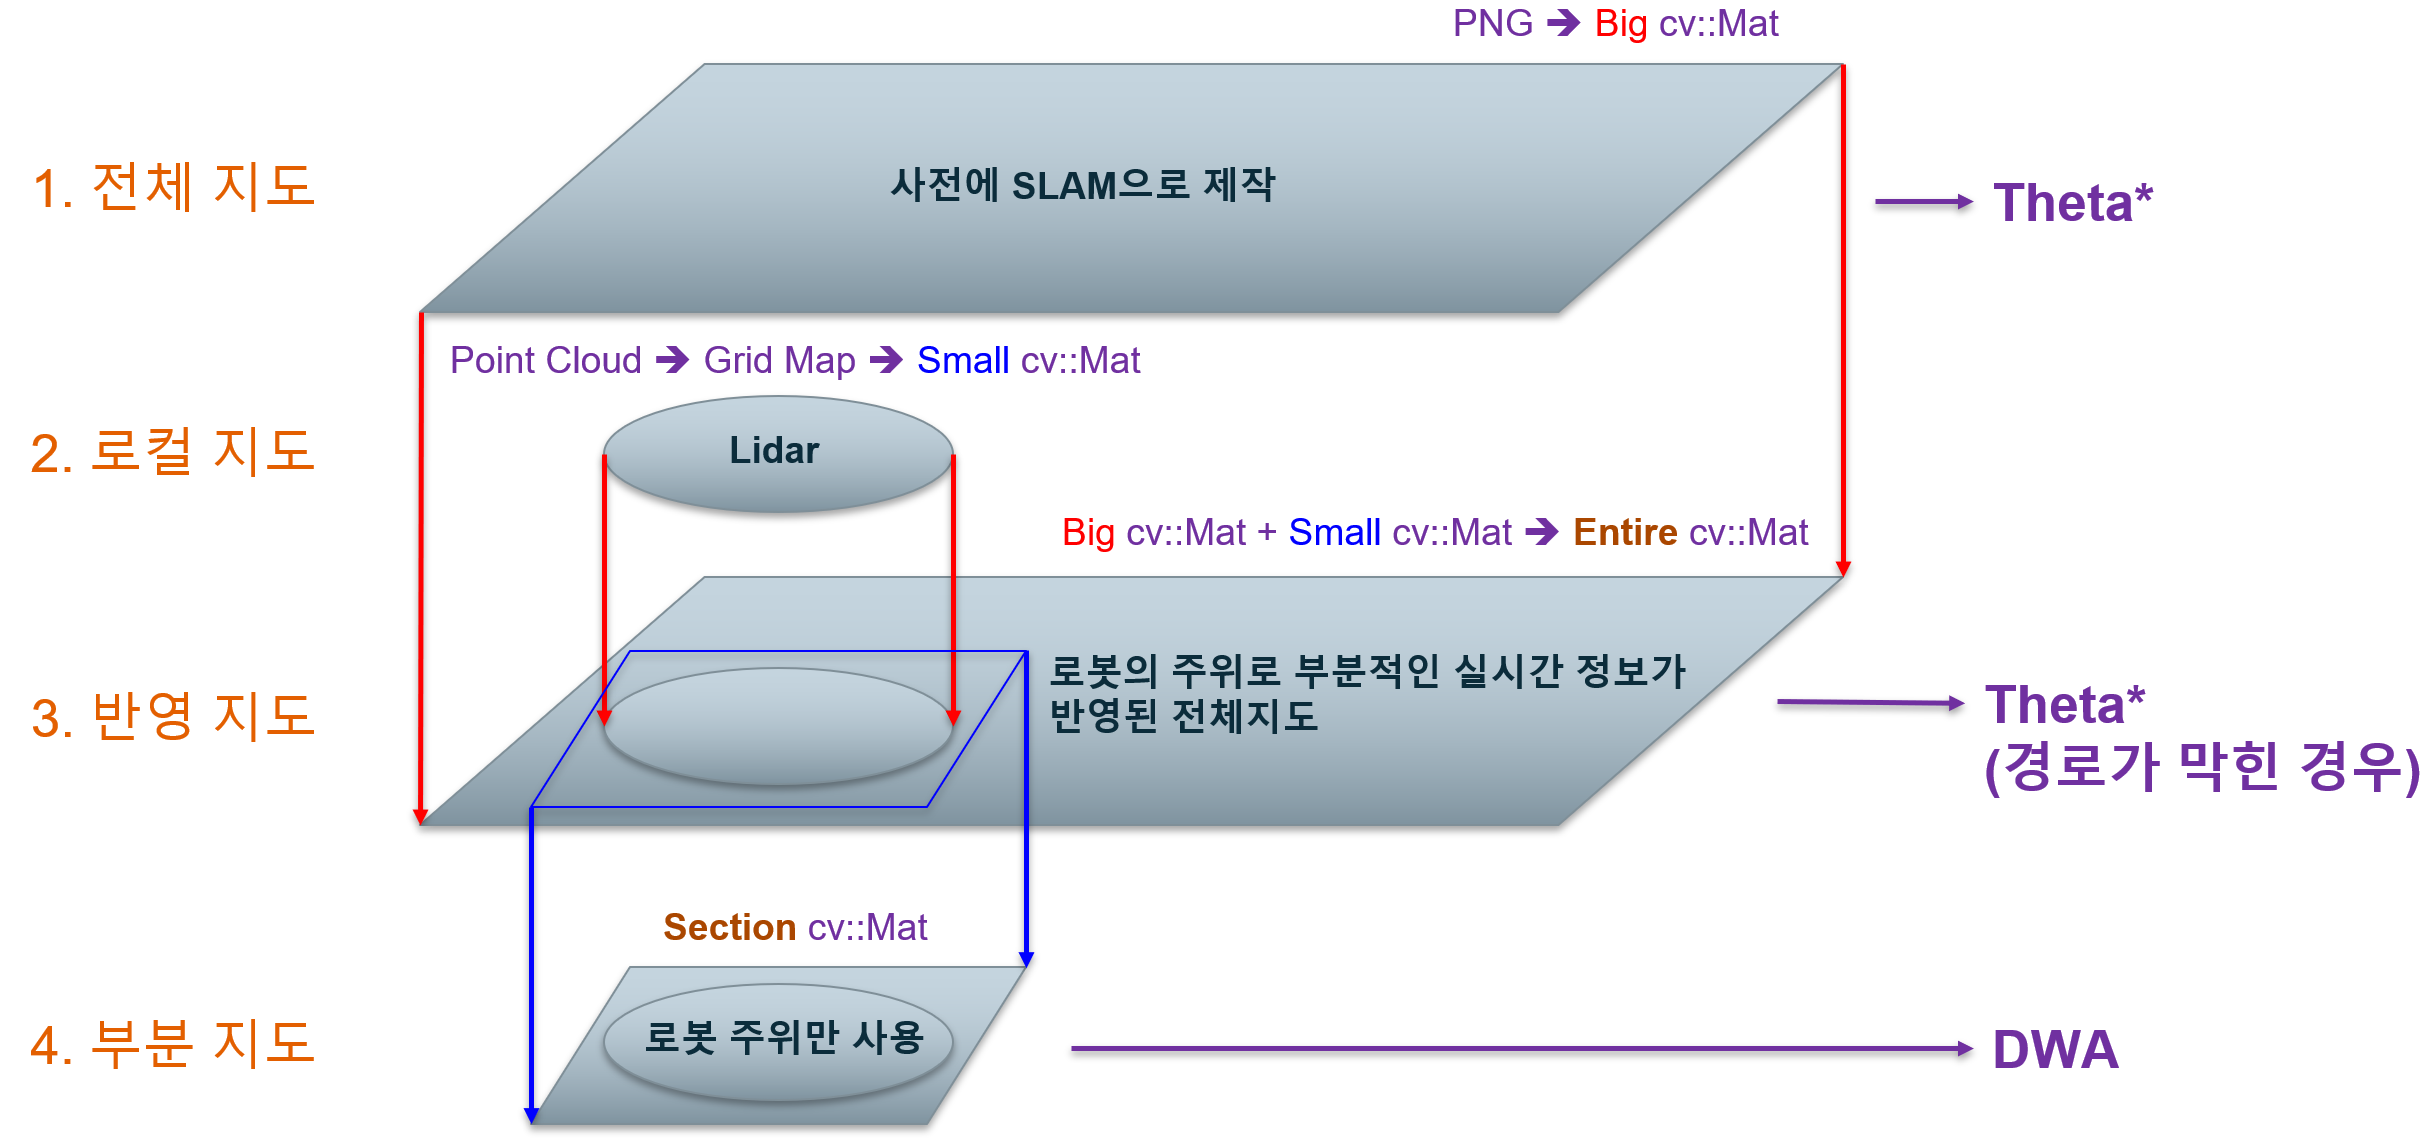 PNG ➔ Big cv::Mat
1. 전체 지도
사전에 SLAM으로 제작
Theta*
Point Cloud ➔ Grid Map ➔ Small cv::Mat
2. 로컬 지도
Lidar
Big cv::Mat + Small cv::Mat ➔ Entire cv::Mat
3. 반영 지도
로봇의 주위로 부분적인 실시간 정보가
반영된 전체지도
Theta*
(경로가 막힌 경우)
Section cv::Mat
4. 부분 지도
로봇 주위만 사용
DWA